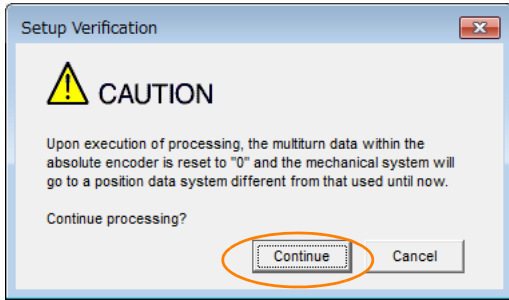 Setup Verification
CAUTION
Upon execution of processing, the multiturn data within the
absolute encoder is reset to "0" and the mechanical system will
go to a position data system different from that used until now.
Continue processing?
Continue Cancel